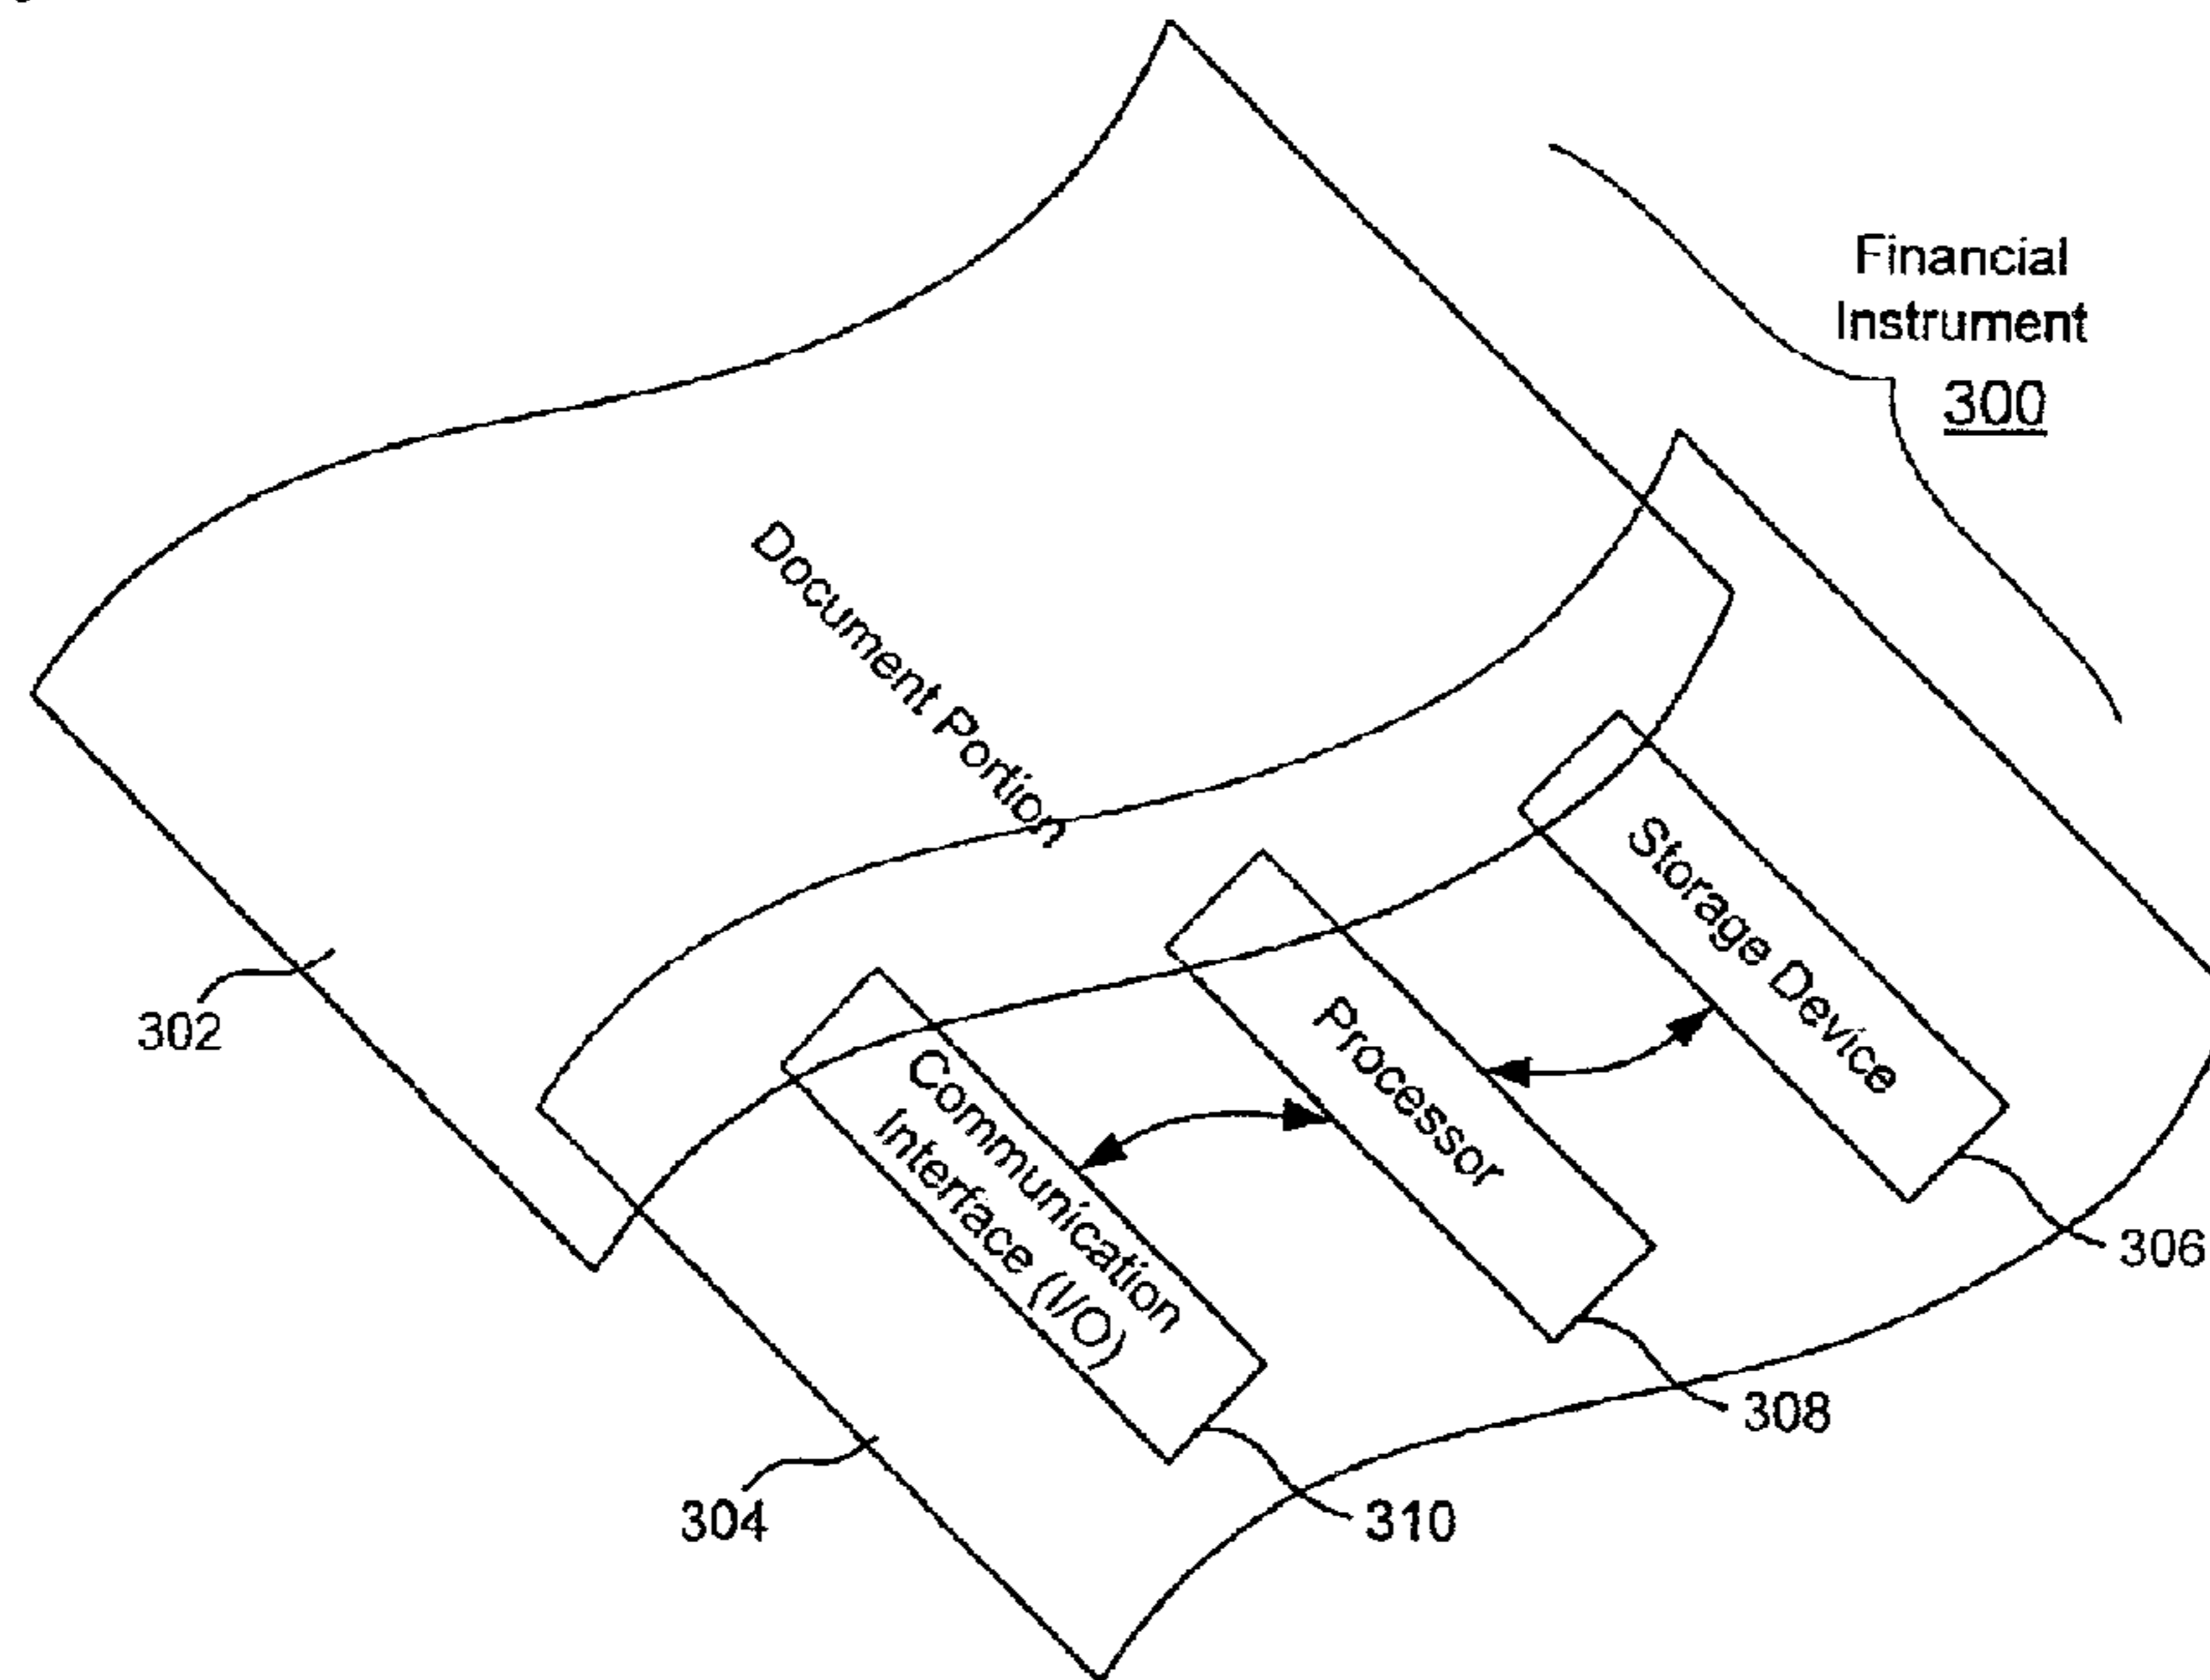 Financial
Instrument
300
Document Portion
Storage Device
Processor
Communication
Interface (I/O)
302
306
308
304
310